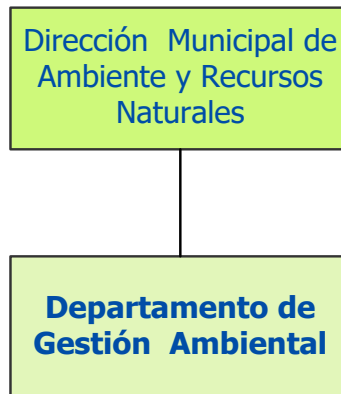 Dirección Municipal de
Ambiente y Recursos
Naturales
Departamento de
Gestión Ambiental